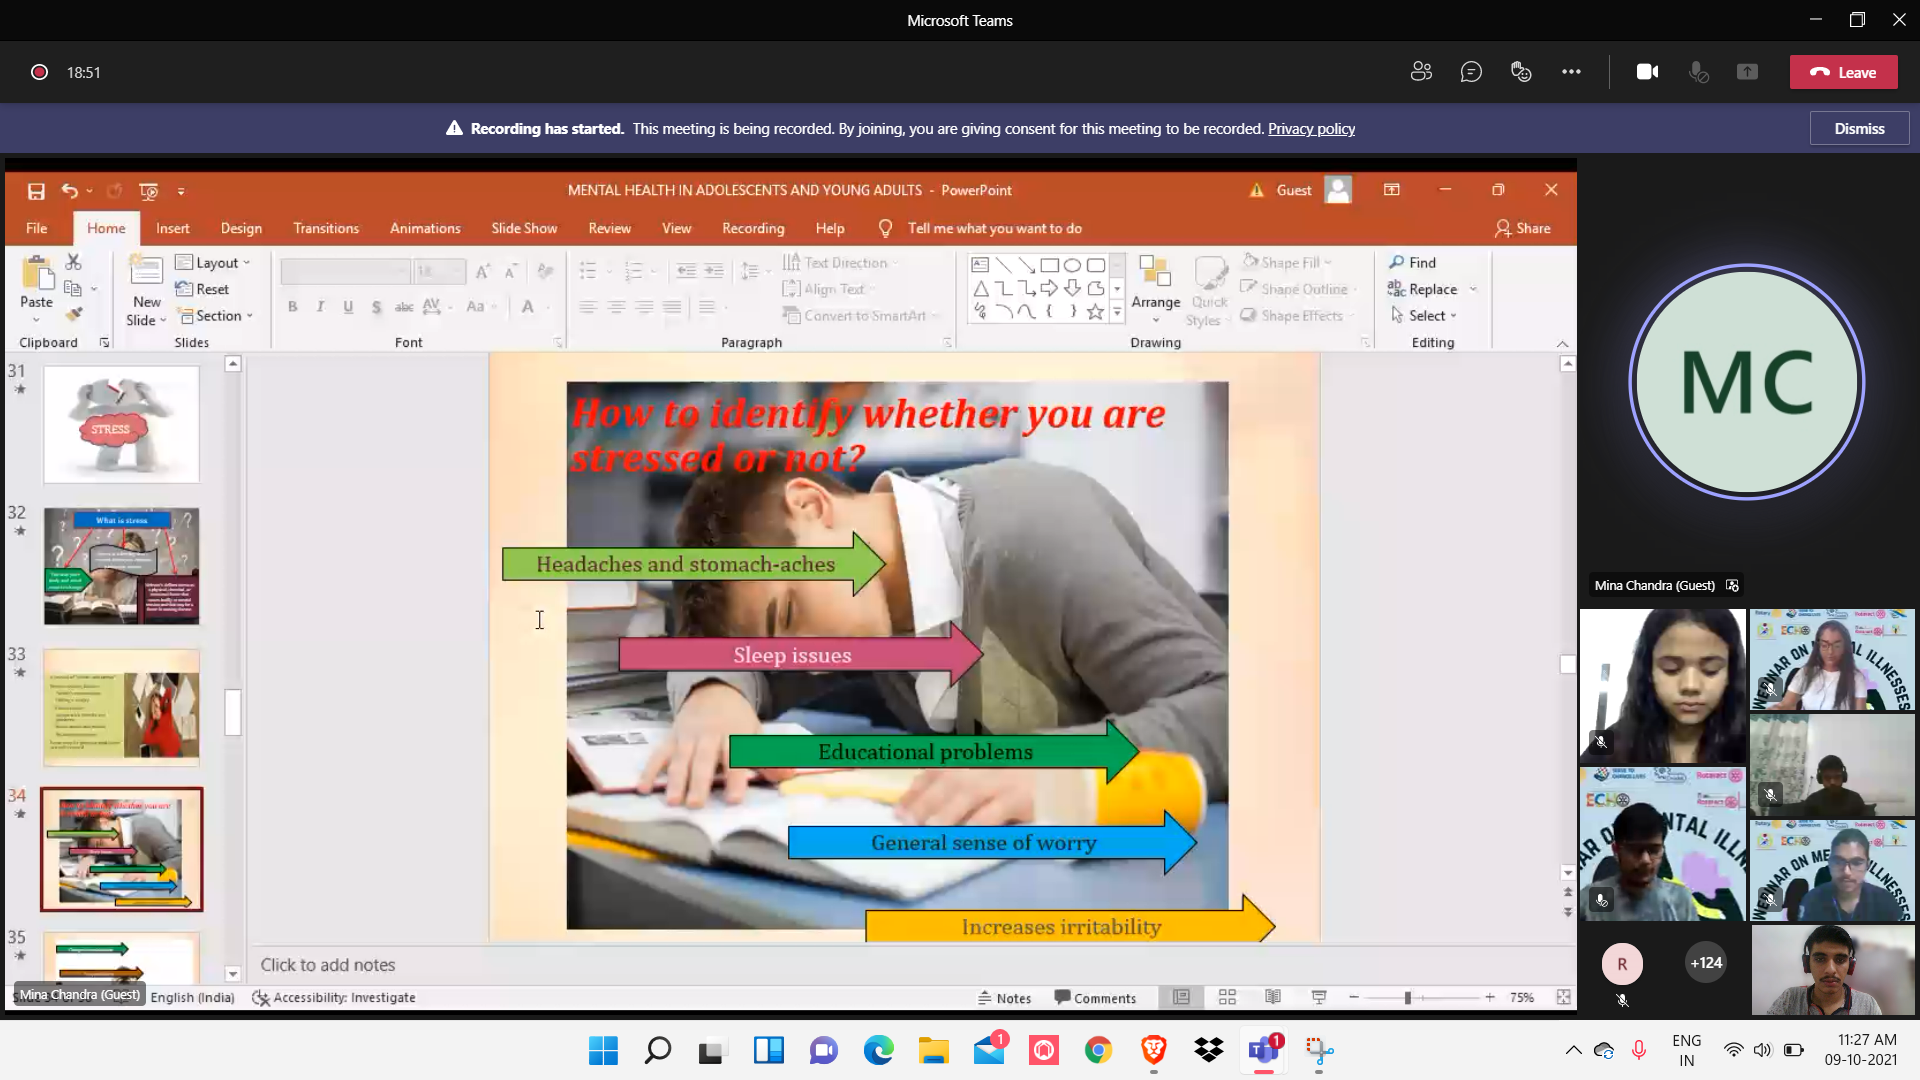 Microsoft Teams
18:51
Leave
Recording has started. This meeting is being recorded. By joining, you are giving consent for this meeting to be recorded. Privacy policy
Dismiss
MENTAL HEALTH IN ADOLESCENTS AND YOUNG ADULTS - PowerPoint
Guest
File Home Insert Design Transitions Animations Slide Show Review View Recording Help Tell me what you want to do Share
Paste
New Slide
Layout
Reset
Section
18
B I U S abc AV Aa A
Text Direction
Align Text
Convert to SmartArt
Arrange
Quick Styles
Shape Fill
Shape Outline
Shape Effects
Find
Replace
Select
Clipboard Slides Font Paragraph Drawing Editing
31
STRESS
32
What is stress
33
34
35
How to identify whether you are
stressed or not?
Headaches and stomach-aches
Sleep issues
Educational problems
General sense of worry
Increases irritability
Click to add notes
Mina Chandra (Guest)
English (India)
Accessibility: Investigate
Notes
Comments
75%
MC
Mina Chandra (Guest)
ECHO
R
+124
1
1
ENG
IN
11:27 AM
09-10-2021